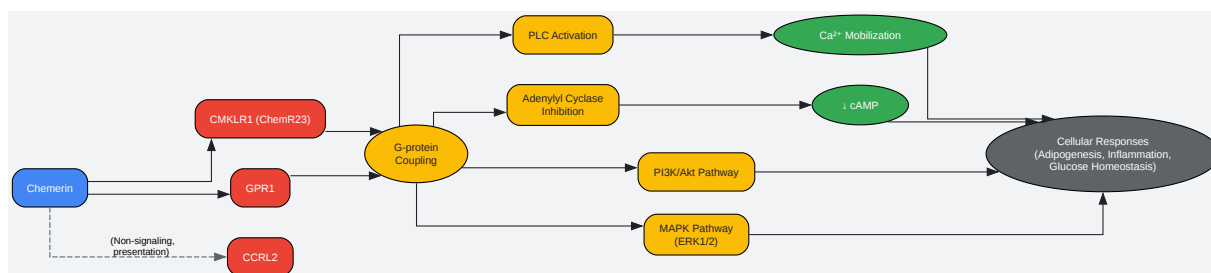 PLC Activation
Ca²⁺ Mobilization
Adenylyl Cyclase
Inhibition
↓ cAMP
CMKLR1 (ChemR23)
G-protein
Coupling
Cellular Responses
(Adipogenesis, Inflammation,
Glucose Homeostasis)
Chemerin
GPR1
PI3K/Akt Pathway
MAPK Pathway
(ERK1/2)
(Non-signaling,
presentation)
CCRL2